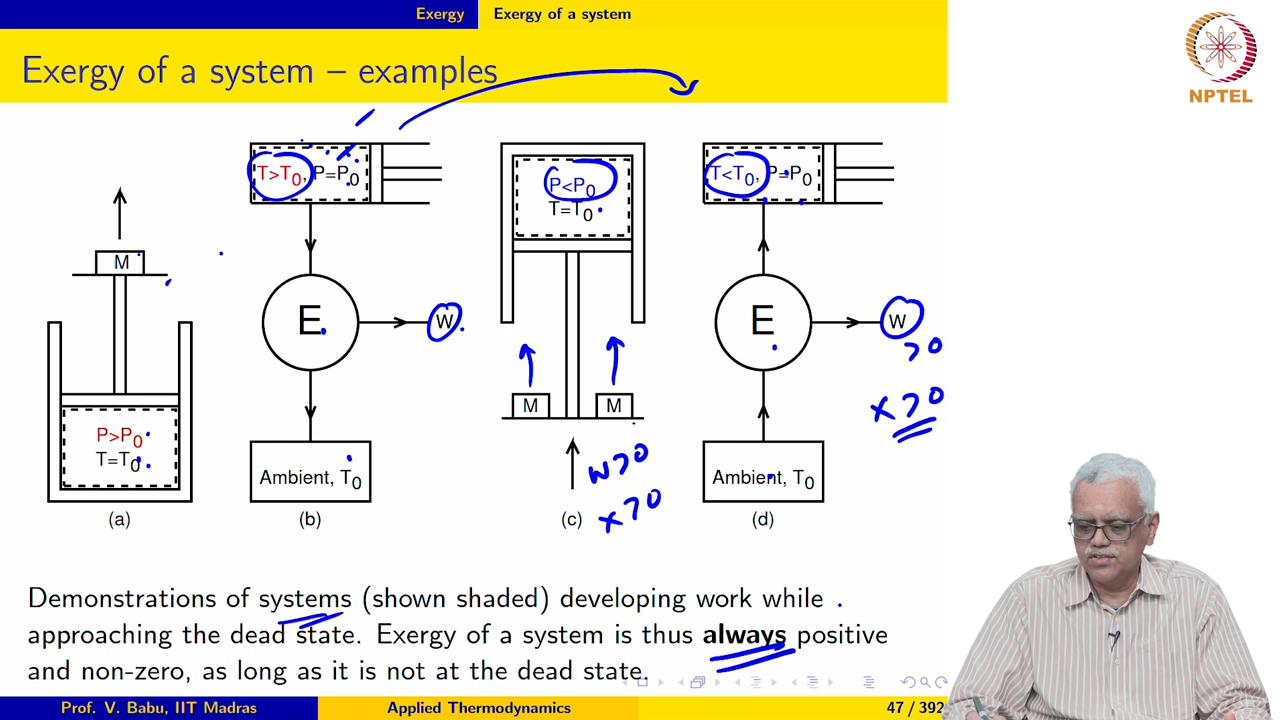 Exergy Exergy of a system
Exergy of a system – examples
NPTEL
M
P>P0
T=T0
(a)
T>T0, P=P0
E
W
Ambient, T0
(b)
P<P0
T=T0
M M
W>0
X>0
(c)
T<T0, P=P0
E
W
>0
X>0
Ambient, T0
(d)
Demonstrations of systems (shown shaded) developing work while
approaching the dead state. Exergy of a system is thus always positive
and non-zero, as long as it is not at the dead state.
Prof. V. Babu, IIT Madras Applied Thermodynamics 47 / 392